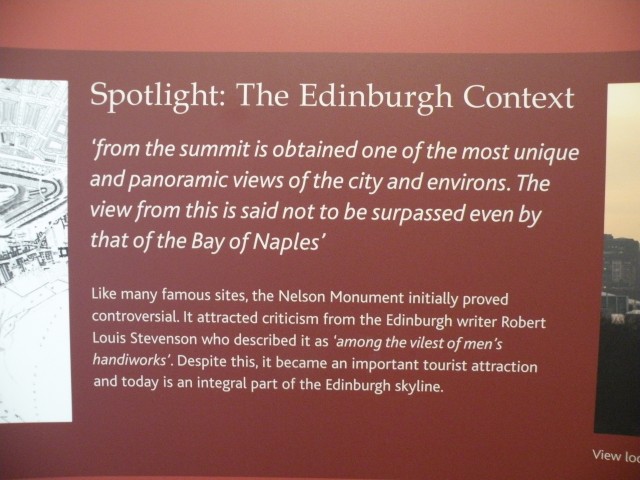 Spotlight: The Edinburgh Context
‘from the summit is obtained one of the most unique
and panoramic views of the city and environs. The
view from this is said not to be surpassed even by
that of the Bay of Naples’
Like many famous sites, the Nelson Monument initially proved
controversial. It attracted criticism from the Edinburgh writer Robert
Louis Stevenson who described it as ‘among the vilest of men’s
handiworks’. Despite this, it became an important tourist attraction
and today is an integral part of the Edinburgh skyline.
View